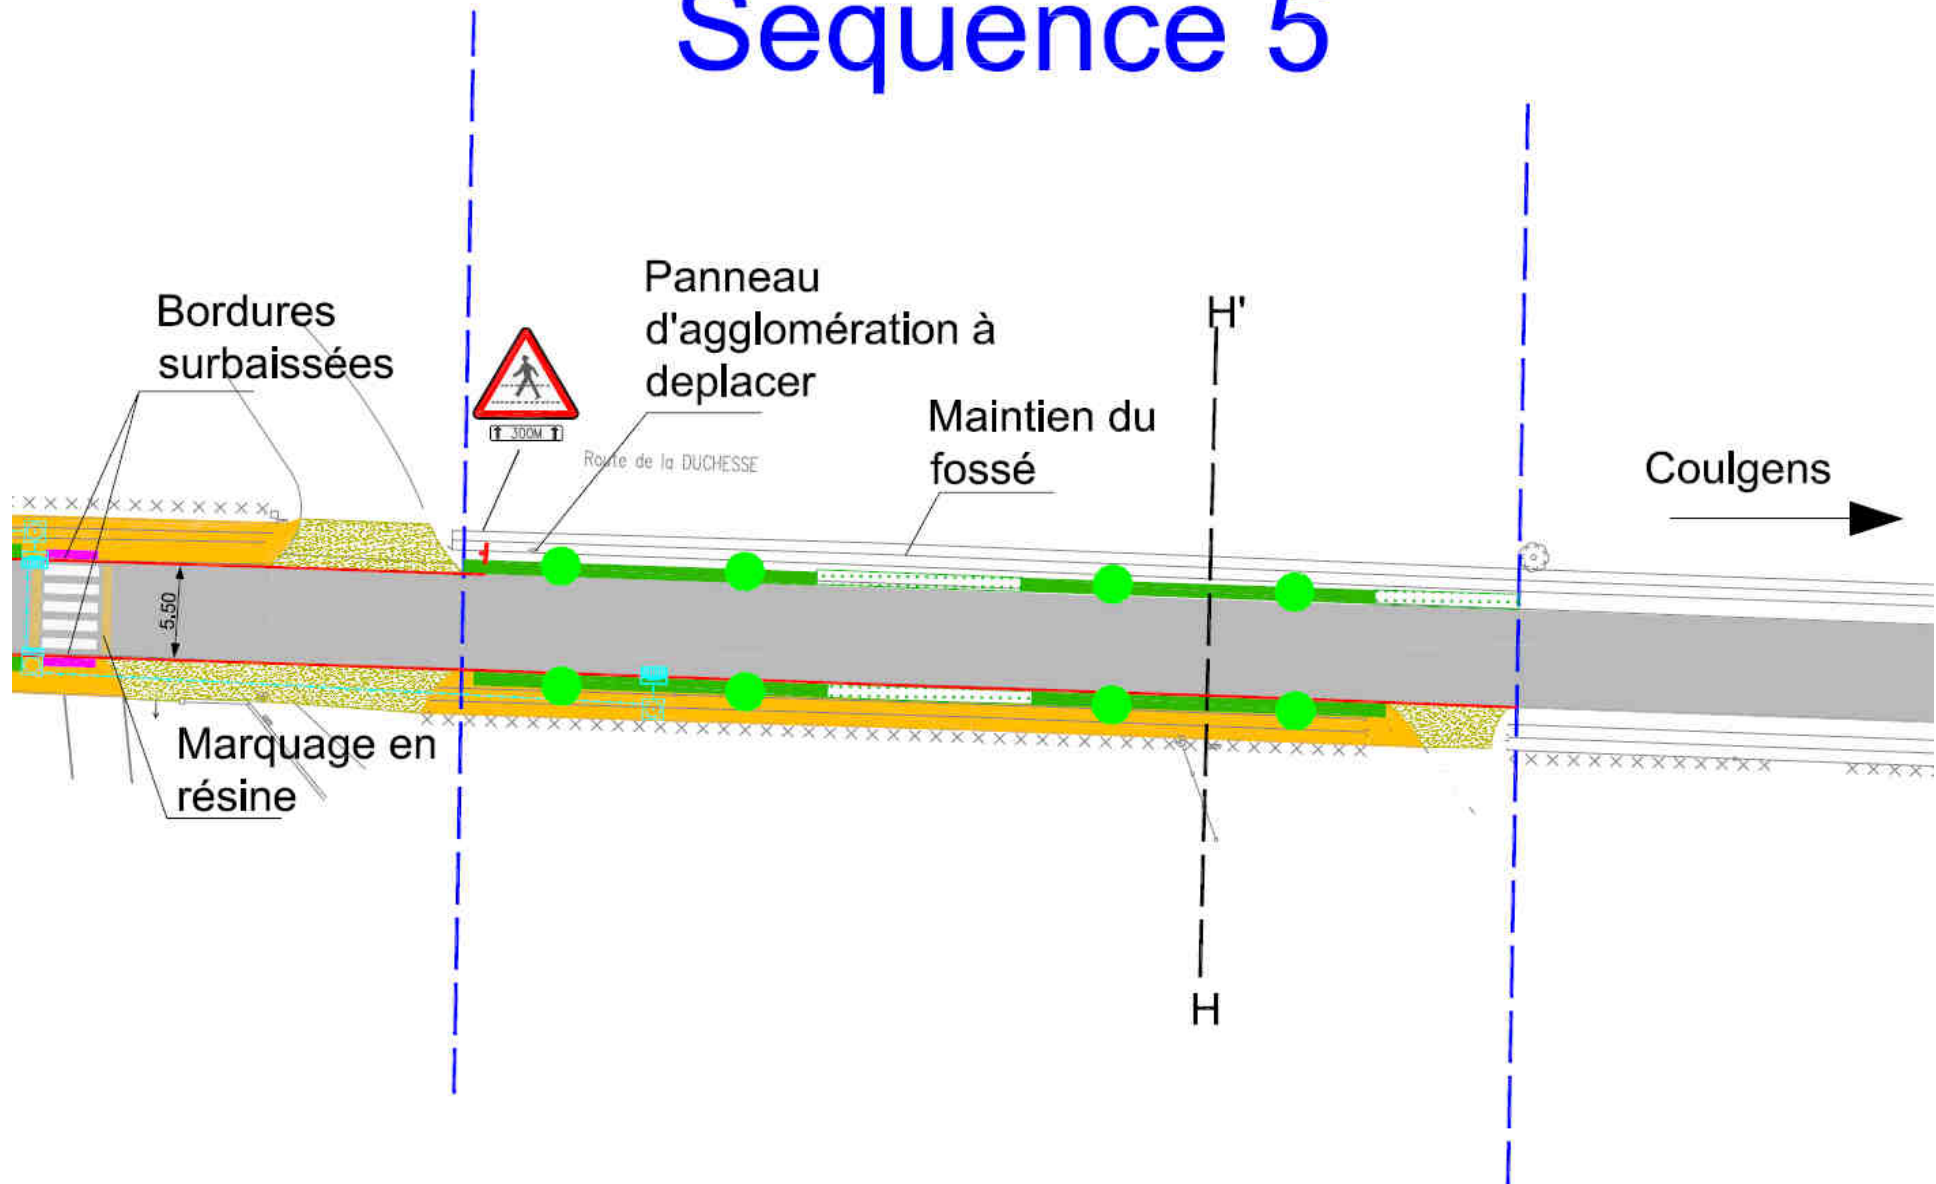 Sequence 5
Bordures
surbaissées
Panneau
d'agglomération à
deplacer
H'
Maintien du
fossé
Coulgens
↑ 300M ↑
Route de la DUCHESSE
5,50
Marquage en
résine
H